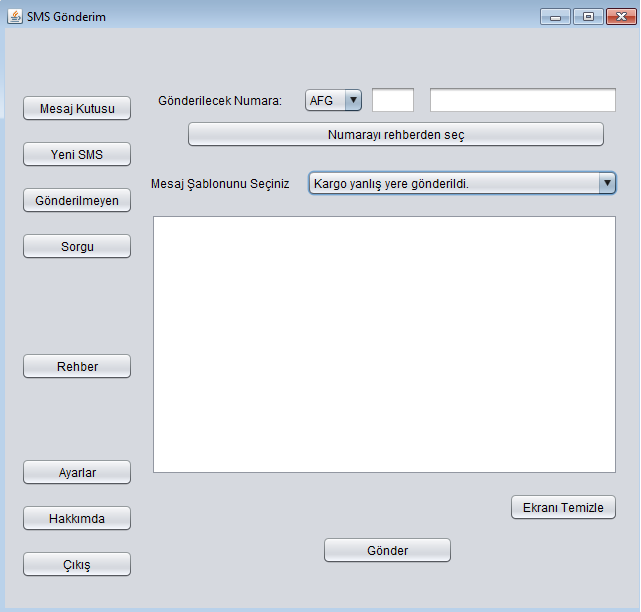 SMS Gönderim
Gönderilecek Numara: AFG
Numarayı rehberden seç
Mesaj Şablonunu Seçiniz Kargo yanlış yere gönderildi.
Mesaj Kutusu
Yeni SMS
Gönderilmeyen
Sorgu
Rehber
Ayarlar
Hakkımda
Çıkış
Ekranı Temizle
Gönder